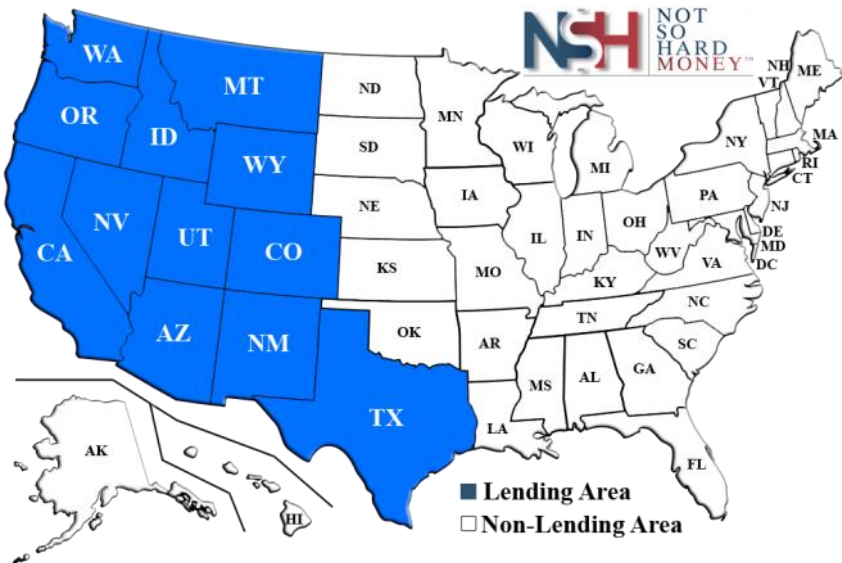 NSH
NOT
SO
HARD
MONEY™
WA
MT
ND
MN
OR
ID
SD
WI
WY
NE
IA
MI
NY
NH
VT
ME
MA
RI
CT
PA
NJ
CA
NV
UT
CO
KS
MO
IL
IN
OH
WV
DE
MD
DC
VA
KY
NC
AZ
NM
OK
AR
TN
SC
TX
LA
MS
AL
GA
FL
AK
HI
Lending Area
Non-Lending Area